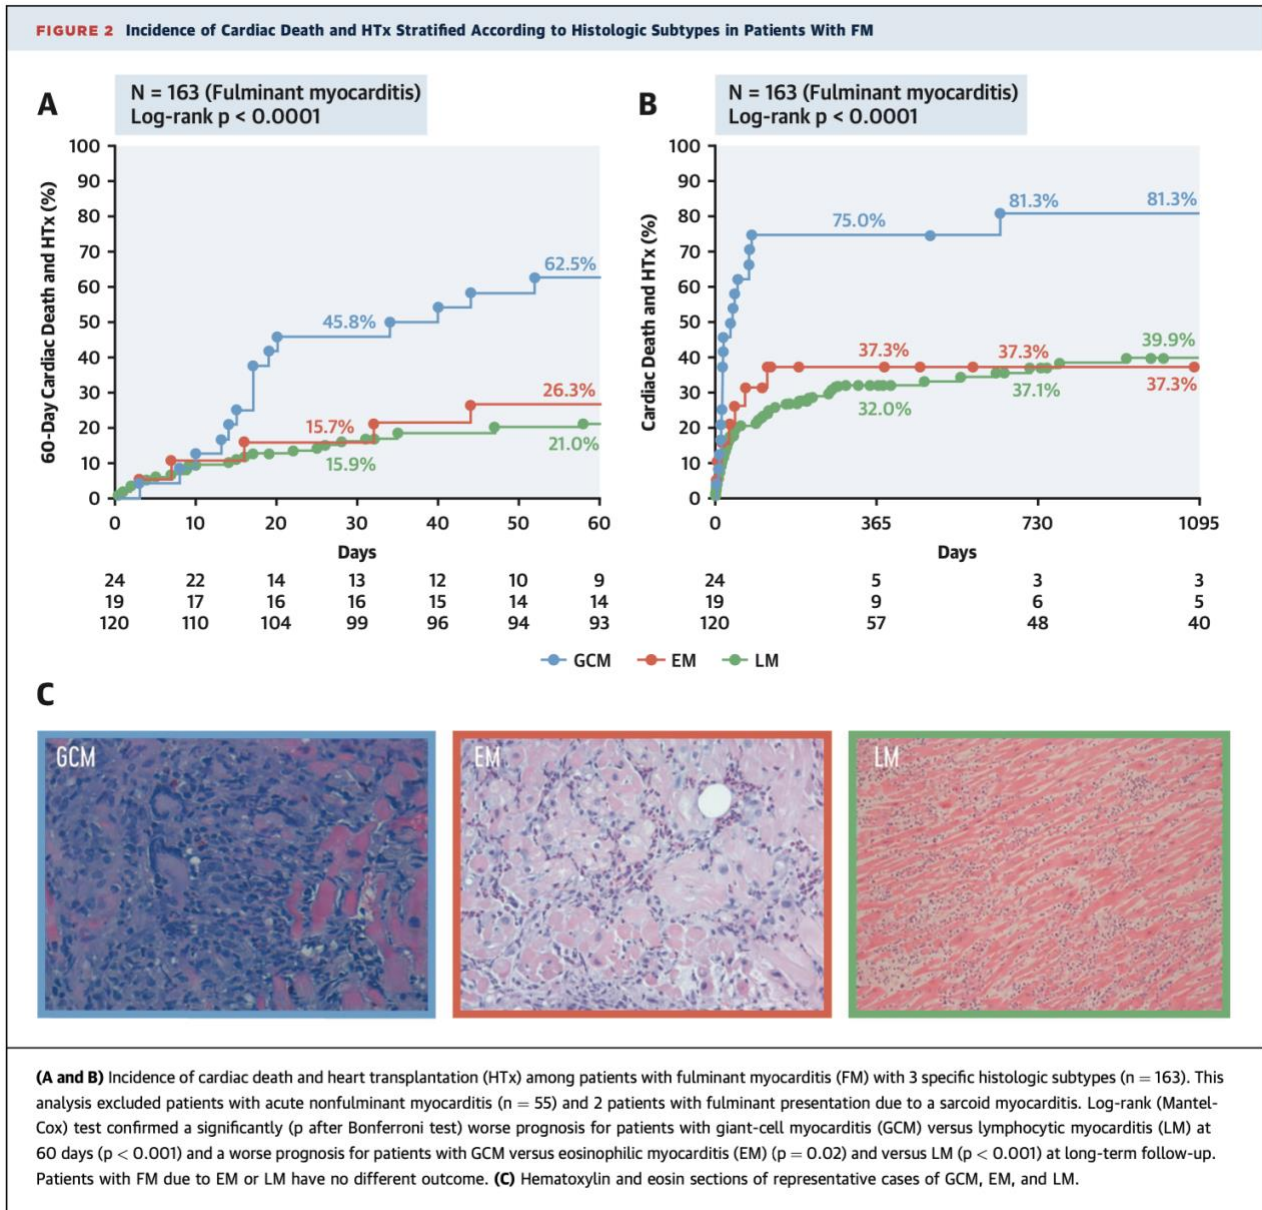 FIGURE 2 Incidence of Cardiac Death and HTx Stratified According to Histologic Subtypes in Patients With FM
A
N = 163 (Fulminant myocarditis)
Log-rank p < 0.0001
60-Day Cardiac Death and HTx (%)
100
90
80
70
60
50
40
30
20
10
0
62.5%
45.8%
26.3%
15.7%
15.9%
21.0%
0 10 20 30 40 50 60
Days
24 22 14 13 12 10 9
19 17 16 16 15 14 14
120 110 104 99 96 94 93
B
N = 163 (Fulminant myocarditis)
Log-rank p < 0.0001
Cardiac Death and HTx (%)
100
90
80
70
60
50
40
30
20
10
0
75.0%
81.3%
81.3%
37.3%
37.3%
39.9%
32.0%
37.1%
37.3%
0 365 730 1095
Days
24 5 3 3
19 9 6 5
120 57 48 40
GCM EM LM
C
GCM
EM
LM
(A and B) Incidence of cardiac death and heart transplantation (HTx) among patients with fulminant myocarditis (FM) with 3 specific histologic subtypes (n = 163). This
analysis excluded patients with acute nonfulminant myocarditis (n = 55) and 2 patients with fulminant presentation due to a sarcoid myocarditis. Log-rank (Mantel-
Cox) test confirmed a significantly (p after Bonferroni test) worse prognosis for patients with giant-cell myocarditis (GCM) versus lymphocytic myocarditis (LM) at
60 days (p < 0.001) and a worse prognosis for patients with GCM versus eosinophilic myocarditis (EM) (p = 0.02) and versus LM (p < 0.001) at long-term follow-up.
Patients with FM due to EM or LM have no different outcome. (C) Hematoxylin and eosin sections of representative cases of GCM, EM, and LM.